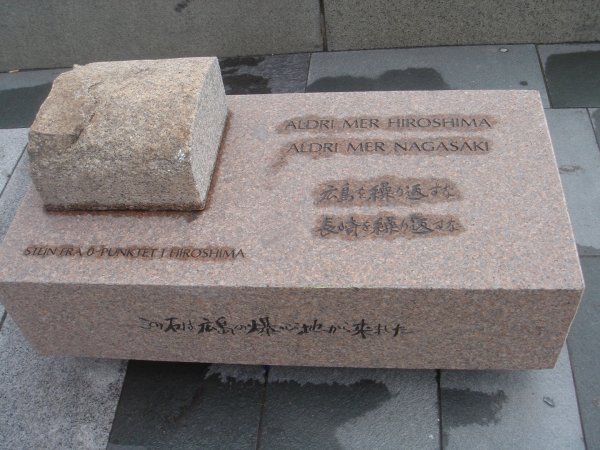 ALDRI MER HIROSHIMA
ALDRI MER NAGASAKI
広島を繰り返すな
長崎を繰り返すな
STEIN FRA 0-PUNKTET I HIROSHIMA
この石は広島の爆心地から来れた